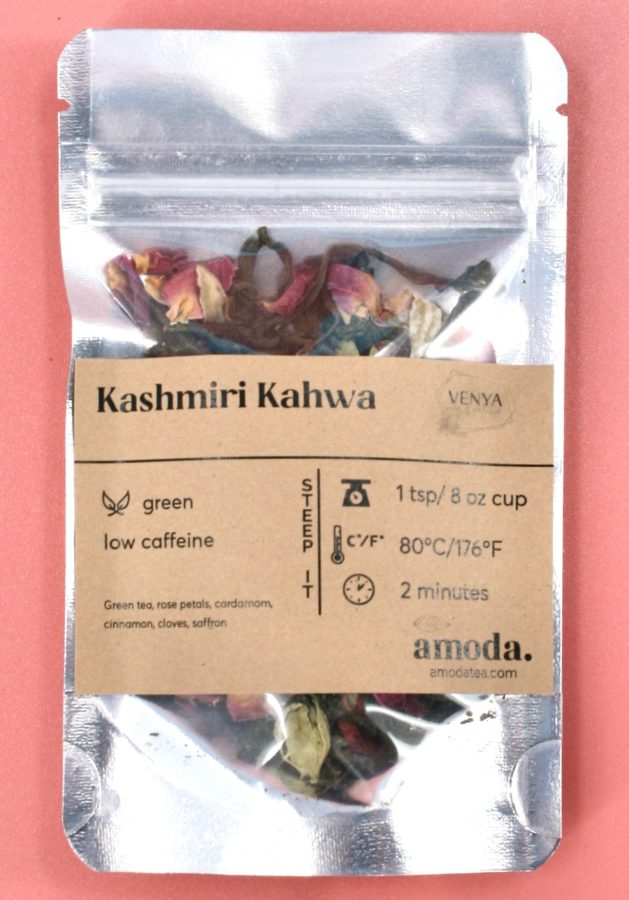 Kashmiri Kahwa
VENYA
green
low caffeine
Green tea, rose petals, cardamom,
cinnamon, cloves, saffron
STEEP IT
1 tsp/ 8 oz cup
C°/F°
80°C/176°F
2 minutes
amoda.
amodatea.com